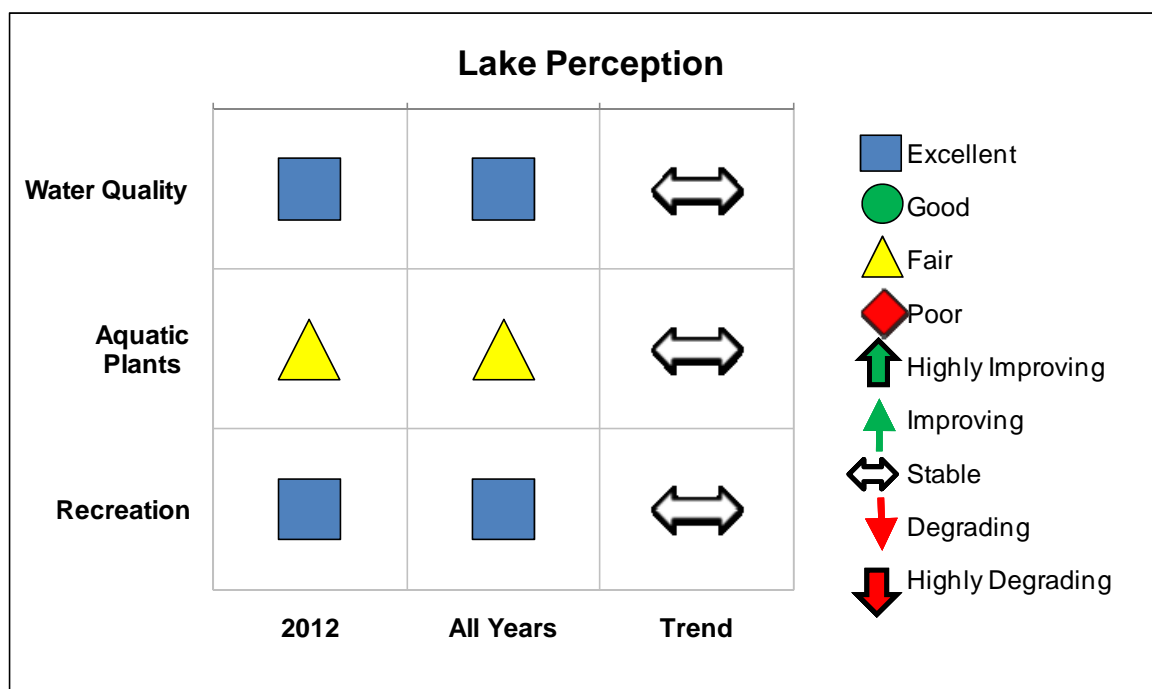 Lake Perception
Water Quality
Aquatic
Plants
Recreation
2012
All Years
Trend
Excellent
Good
Fair
Poor
Highly Improving
Improving
Stable
Degrading
Highly Degrading